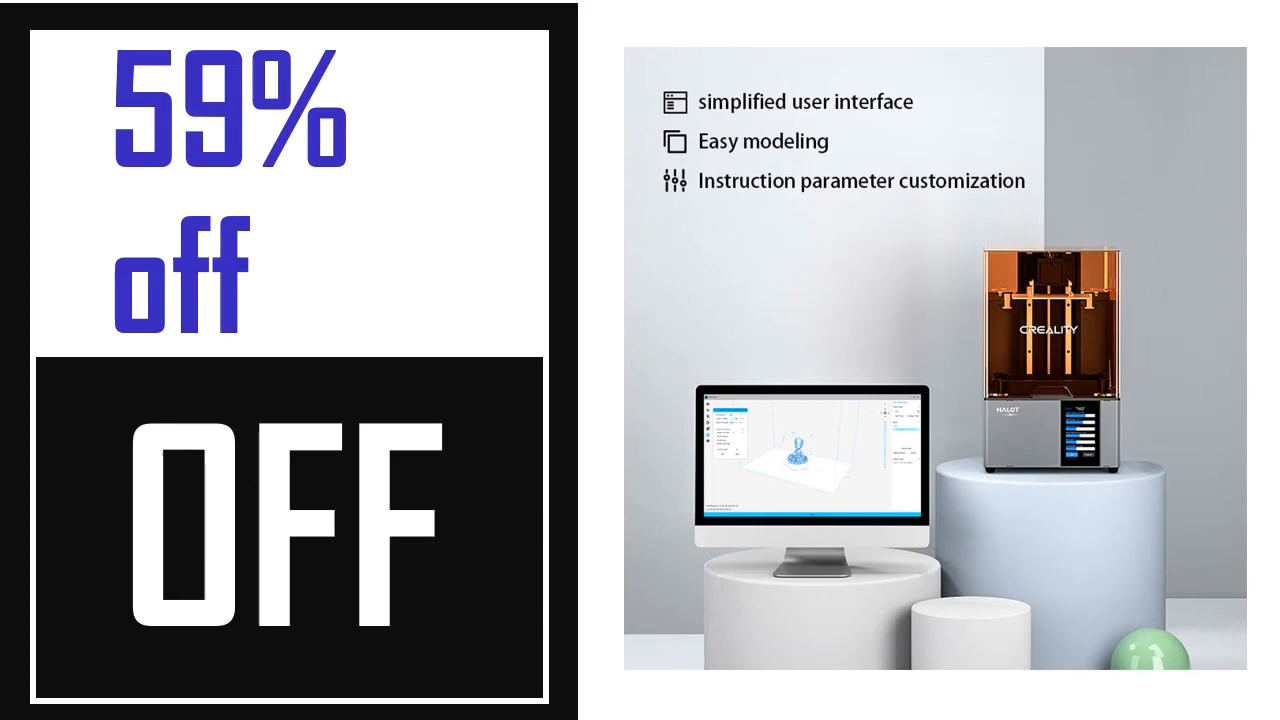 59%
off
OFF
simplified user interface
Easy modeling
Instruction parameter customization
CREALITY
HALOT